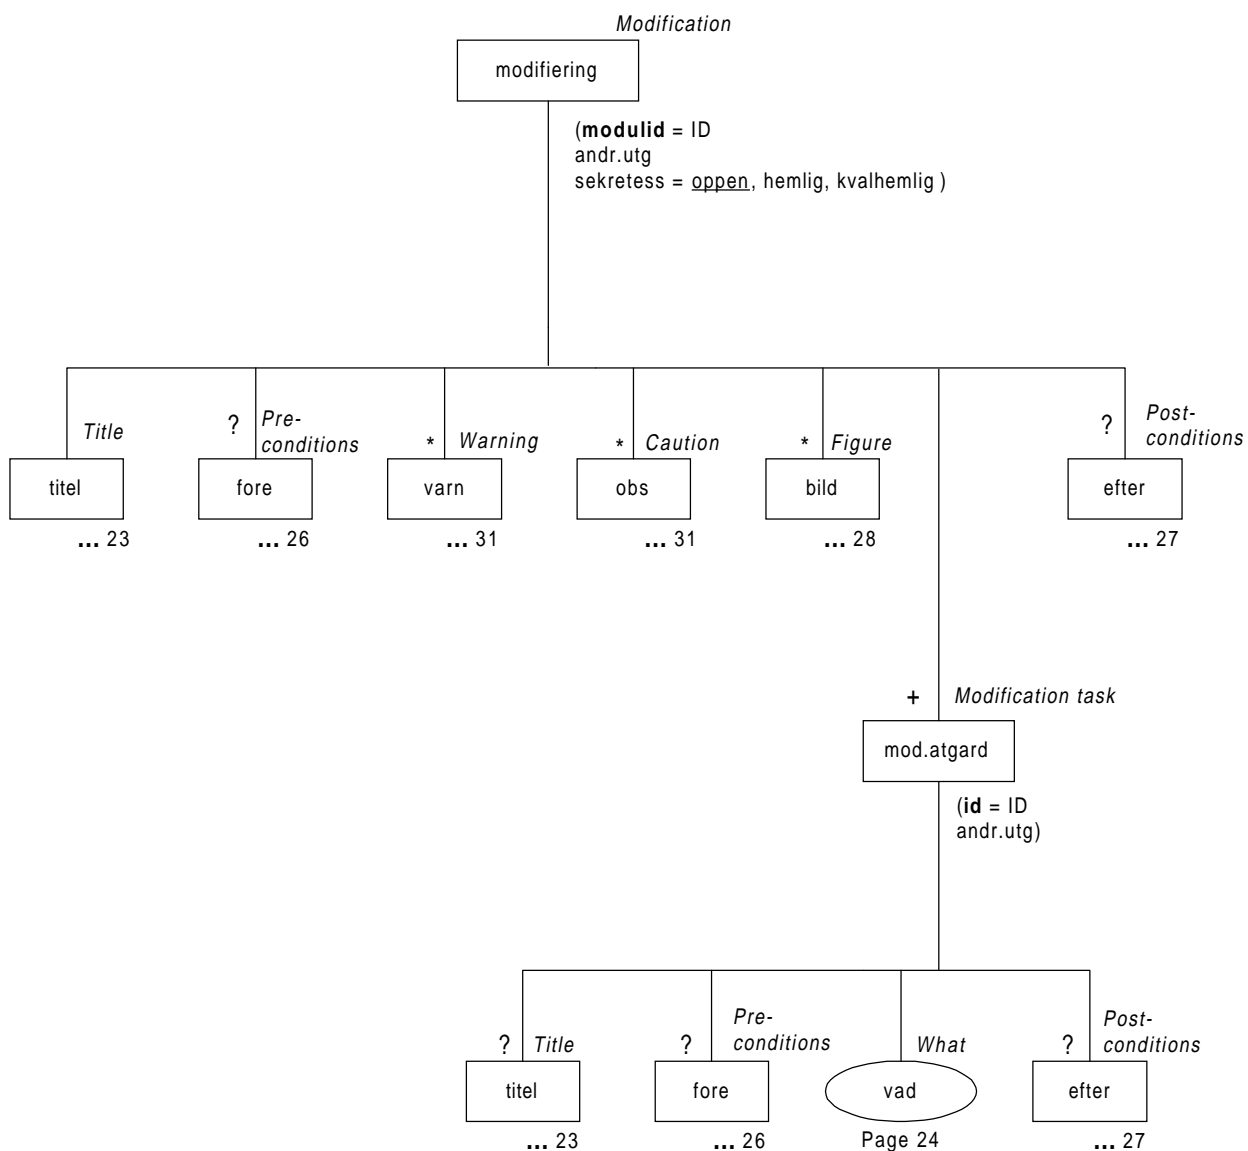 Modification
modifiering
(modulid = ID
andr.utg
sekretess = oppen, hemlig, kvalhemlig )
Title
? Pre-
conditions
* Warning
* Caution
* Figure
? Post-
conditions
titel
fore
varn
obs
bild
efter
... 23
... 26
... 31
... 31
... 28
... 27
+ Modification task
mod.atgard
(id = ID
andr.utg)
? Title
? Pre-
conditions
What
? Post-
conditions
titel
fore
vad
efter
... 23
... 26
Page 24
... 27